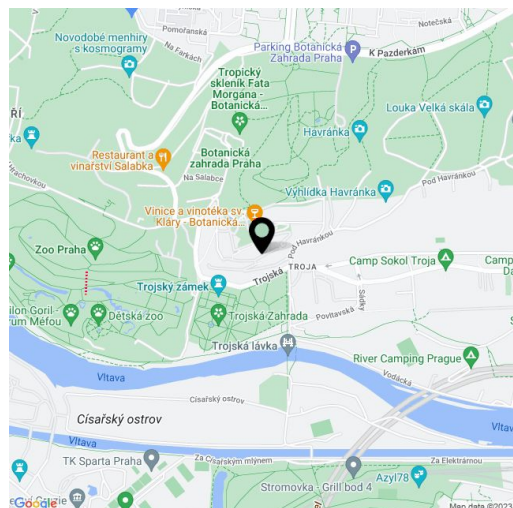 Pomořanská
Notečská
Novodobé menhiry
s kosmogramy
Na Farkách
Parking Botanická
Zahrada Praha
K Pazderkám
Tropický
skleník Fata
Morgana -
Botanická...
Louka Velká skála
Havránka
Botanická
zahrada Praha
Restaurant a
vinařství Salabka
Na Salabce
Výhlídka Havránka
Pod Havránkou
Vinice a vinotéka sv.
Kláry - Botanická...
Pod Havránkou
Zoo Praha
Camp Sokol Troja
Trojská
TROJA
Trojský zámek
Sádky
Dětská zoo
Trojská Zahrada
Povltavská
Trojská lávka
River Camping Prague
Vltava
Vodácká
Císařský ostrov
Císařský ostrov
Vltava
Vltava
Za Císařským mlýnem
Za Elektrárnou
TK Sparta Praha
Stromovka - Grill bod 4
Azyl78
Google
Map data ©2023